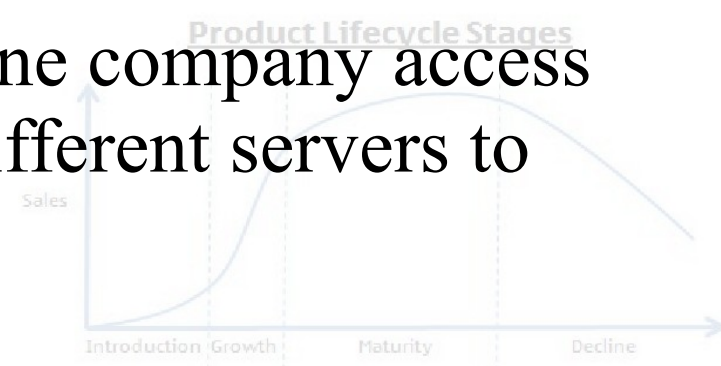 Product Lifecycle Stages
ne company access
fferent servers to
Sales
Introduction Growth Maturity Decline